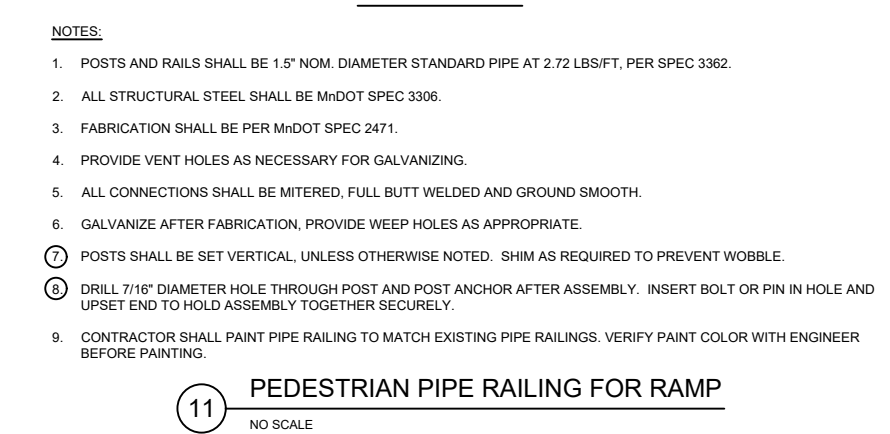 NOTES:
1. POSTS AND RAILS SHALL BE 1.5" NOM. DIAMETER STANDARD PIPE AT 2.72 LBS/FT, PER SPEC 3362.
2. ALL STRUCTURAL STEEL SHALL BE MnDOT SPEC 3306.
3. FABRICATION SHALL BE PER MnDOT SPEC 2471.
4. PROVIDE VENT HOLES AS NECESSARY FOR GALVANIZING.
5. ALL CONNECTIONS SHALL BE MITERED, FULL BUTT WELDED AND GROUND SMOOTH.
6. GALVANIZE AFTER FABRICATION, PROVIDE WEEP HOLES AS APPROPRIATE.
7. POSTS SHALL BE SET VERTICAL, UNLESS OTHERWISE NOTED. SHIM AS REQUIRED TO PREVENT WOBBLE.
8. DRILL 7/16" DIAMETER HOLE THROUGH POST AND POST ANCHOR AFTER ASSEMBLY. INSERT BOLT OR PIN IN HOLE AND
UPSET END TO HOLD ASSEMBLY TOGETHER SECURELY.
9. CONTRACTOR SHALL PAINT PIPE RAILING TO MATCH EXISTING PIPE RAILINGS. VERIFY PAINT COLOR WITH ENGINEER
BEFORE PAINTING.
11 PEDESTRIAN PIPE RAILING FOR RAMP
NO SCALE